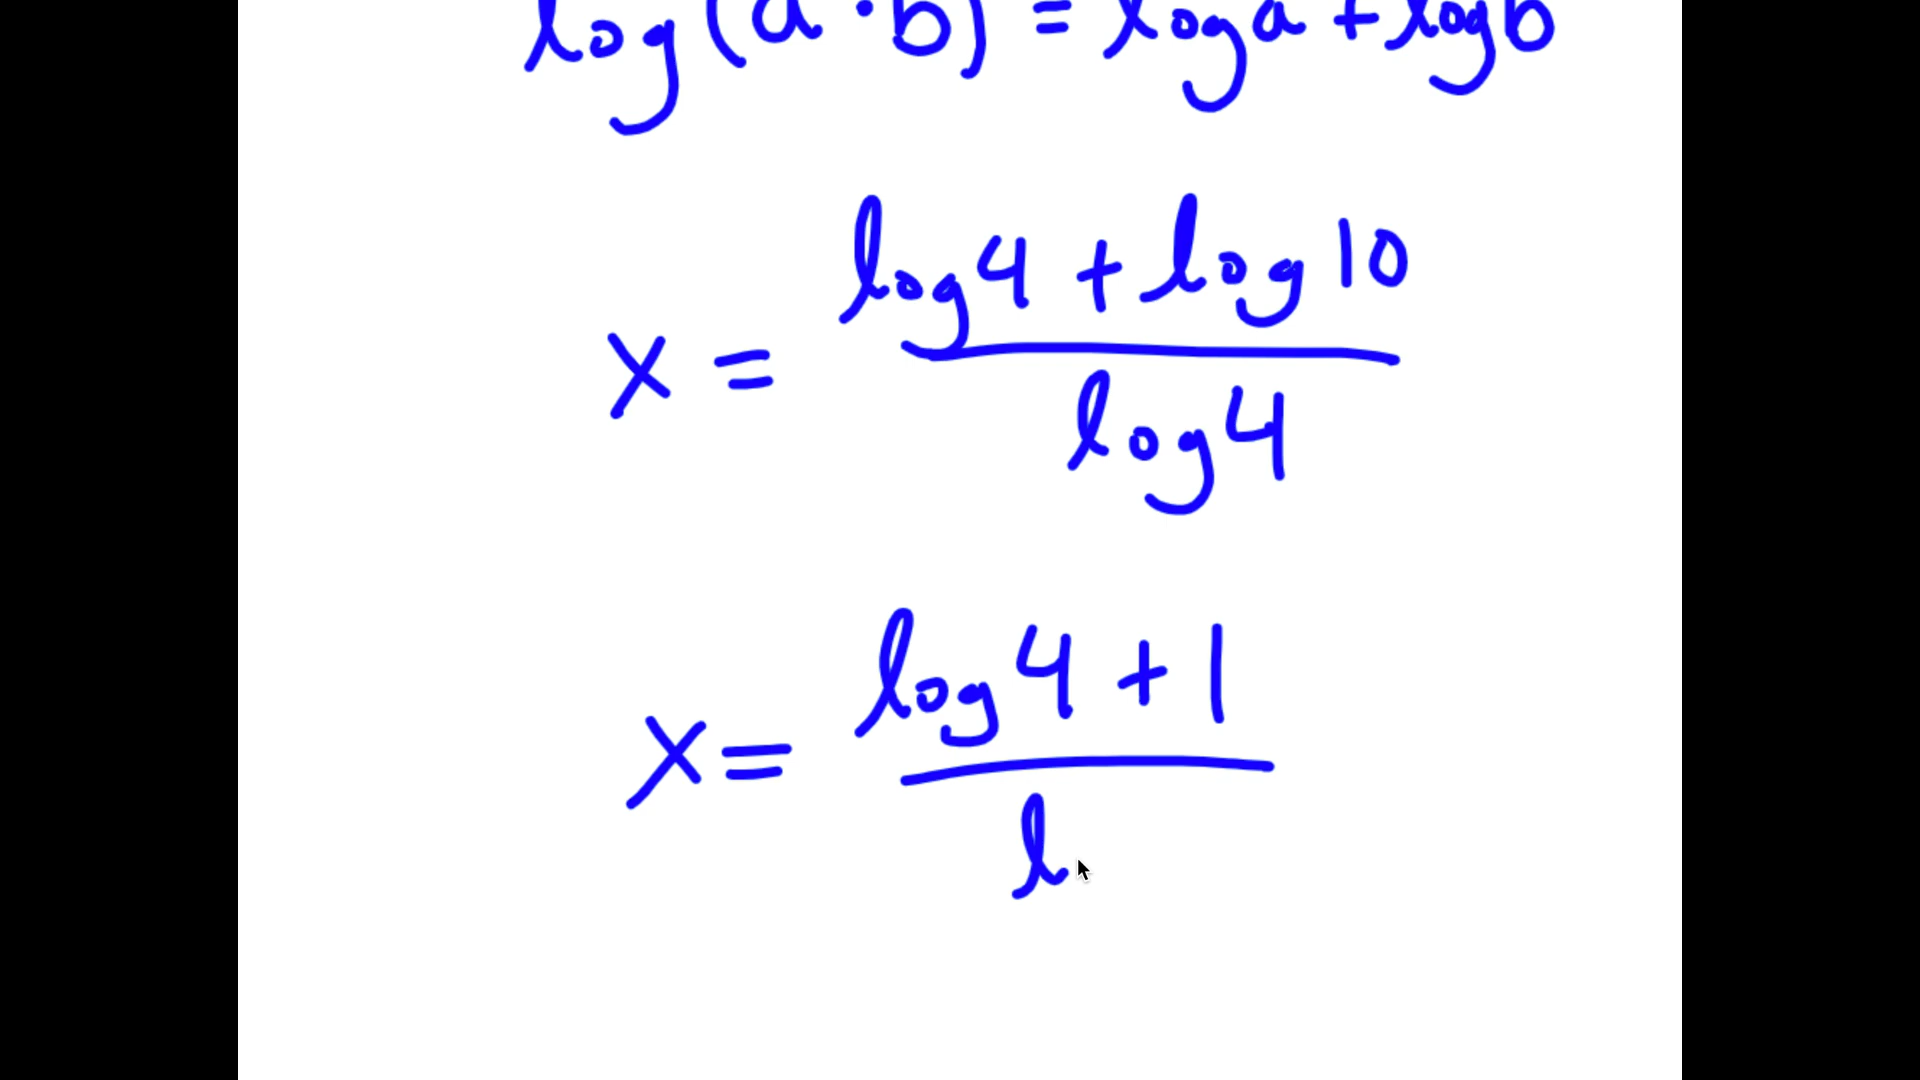 log(a · b) = log a + log b
log 4 + log 10
x =
log 4
log 4 + 1
x =
l